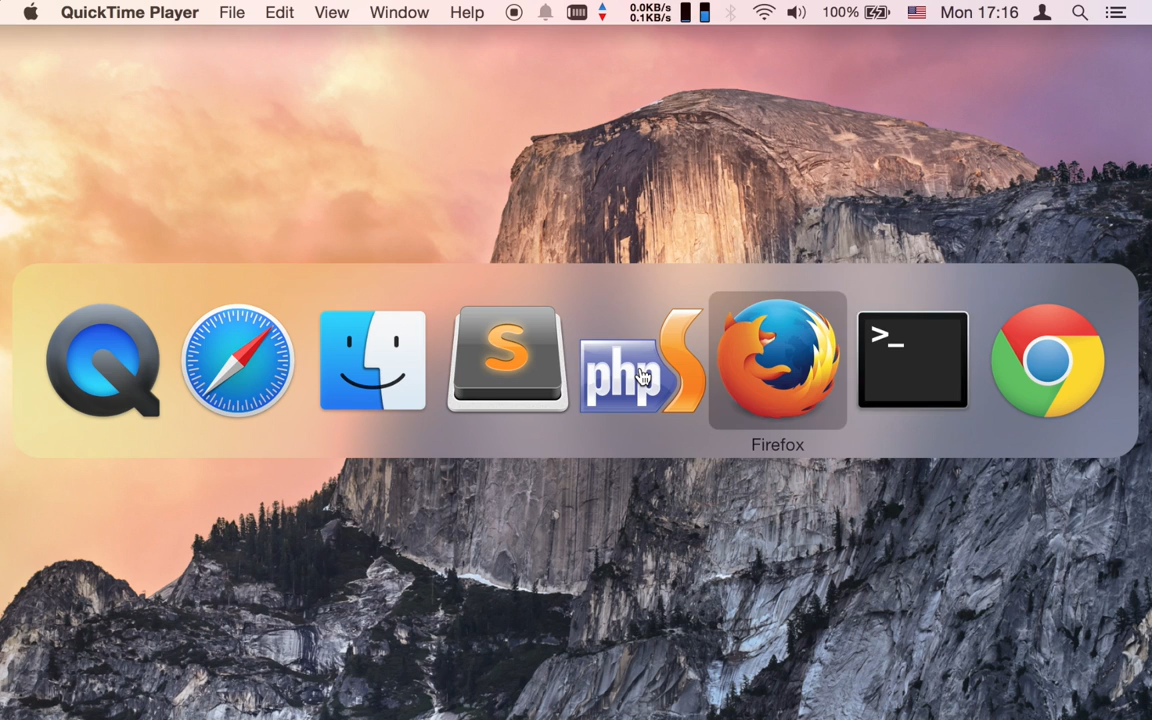 QuickTime Player File Edit View Window Help 0.0KB/s 100% Mon 17:16
0.1KB/s
S
php S
>_
Firefox